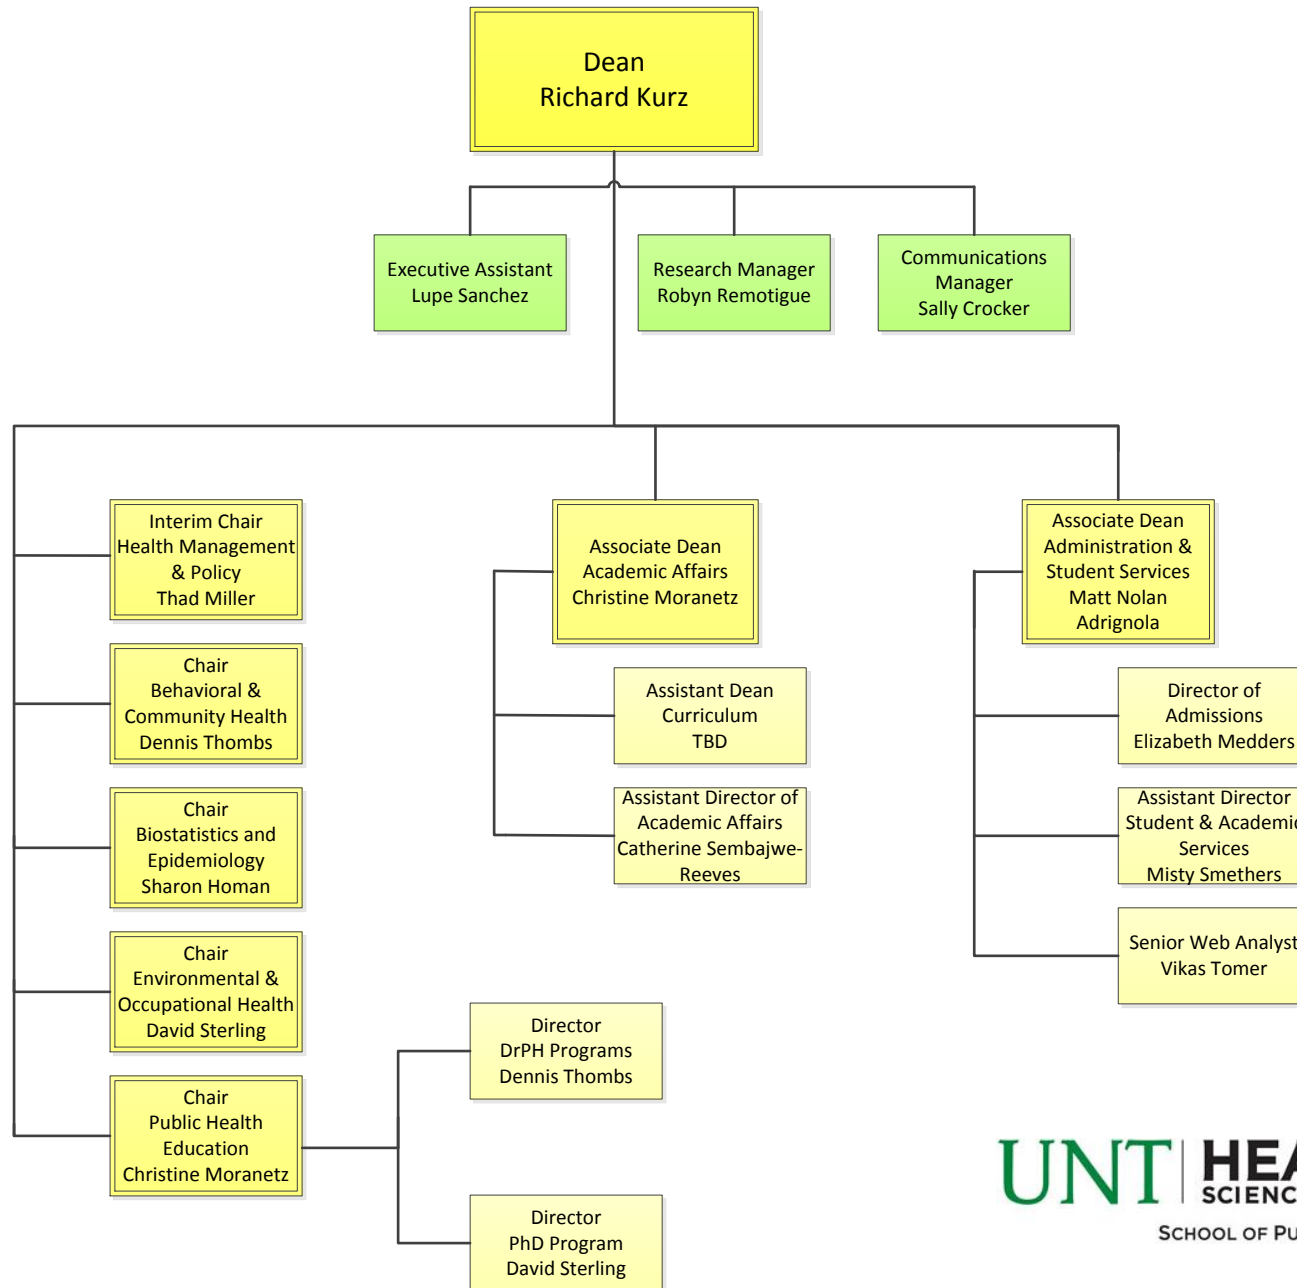 Dean
Richard Kurz
Executive Assistant
Lupe Sanchez
Research Manager
Robyn Remotigue
Communications
Manager
Sally Crocker
Interim Chair
Health Management
& Policy
Thad Miller
Chair
Behavioral &
Community Health
Dennis Thombs
Chair
Biostatistics and
Epidemiology
Sharon Homan
Chair
Environmental &
Occupational Health
David Sterling
Chair
Public Health
Education
Christine Moranetz
Director
DrPH Programs
Dennis Thombs
Director
PhD Program
David Sterling
Associate Dean
Academic Affairs
Christine Moranetz
Assistant Dean
Curriculum
TBD
Assistant Director of
Academic Affairs
Catherine Sembajwe-
Reeves
Associate Dean
Administration &
Student Services
Matt Nolan
Adrignola
Director of
Admissions
Elizabeth Medders
Assistant Director
Student & Academic
Services
Misty Smethers
Senior Web Analyst
Vikas Tomer
UNT
SCHOOL OF